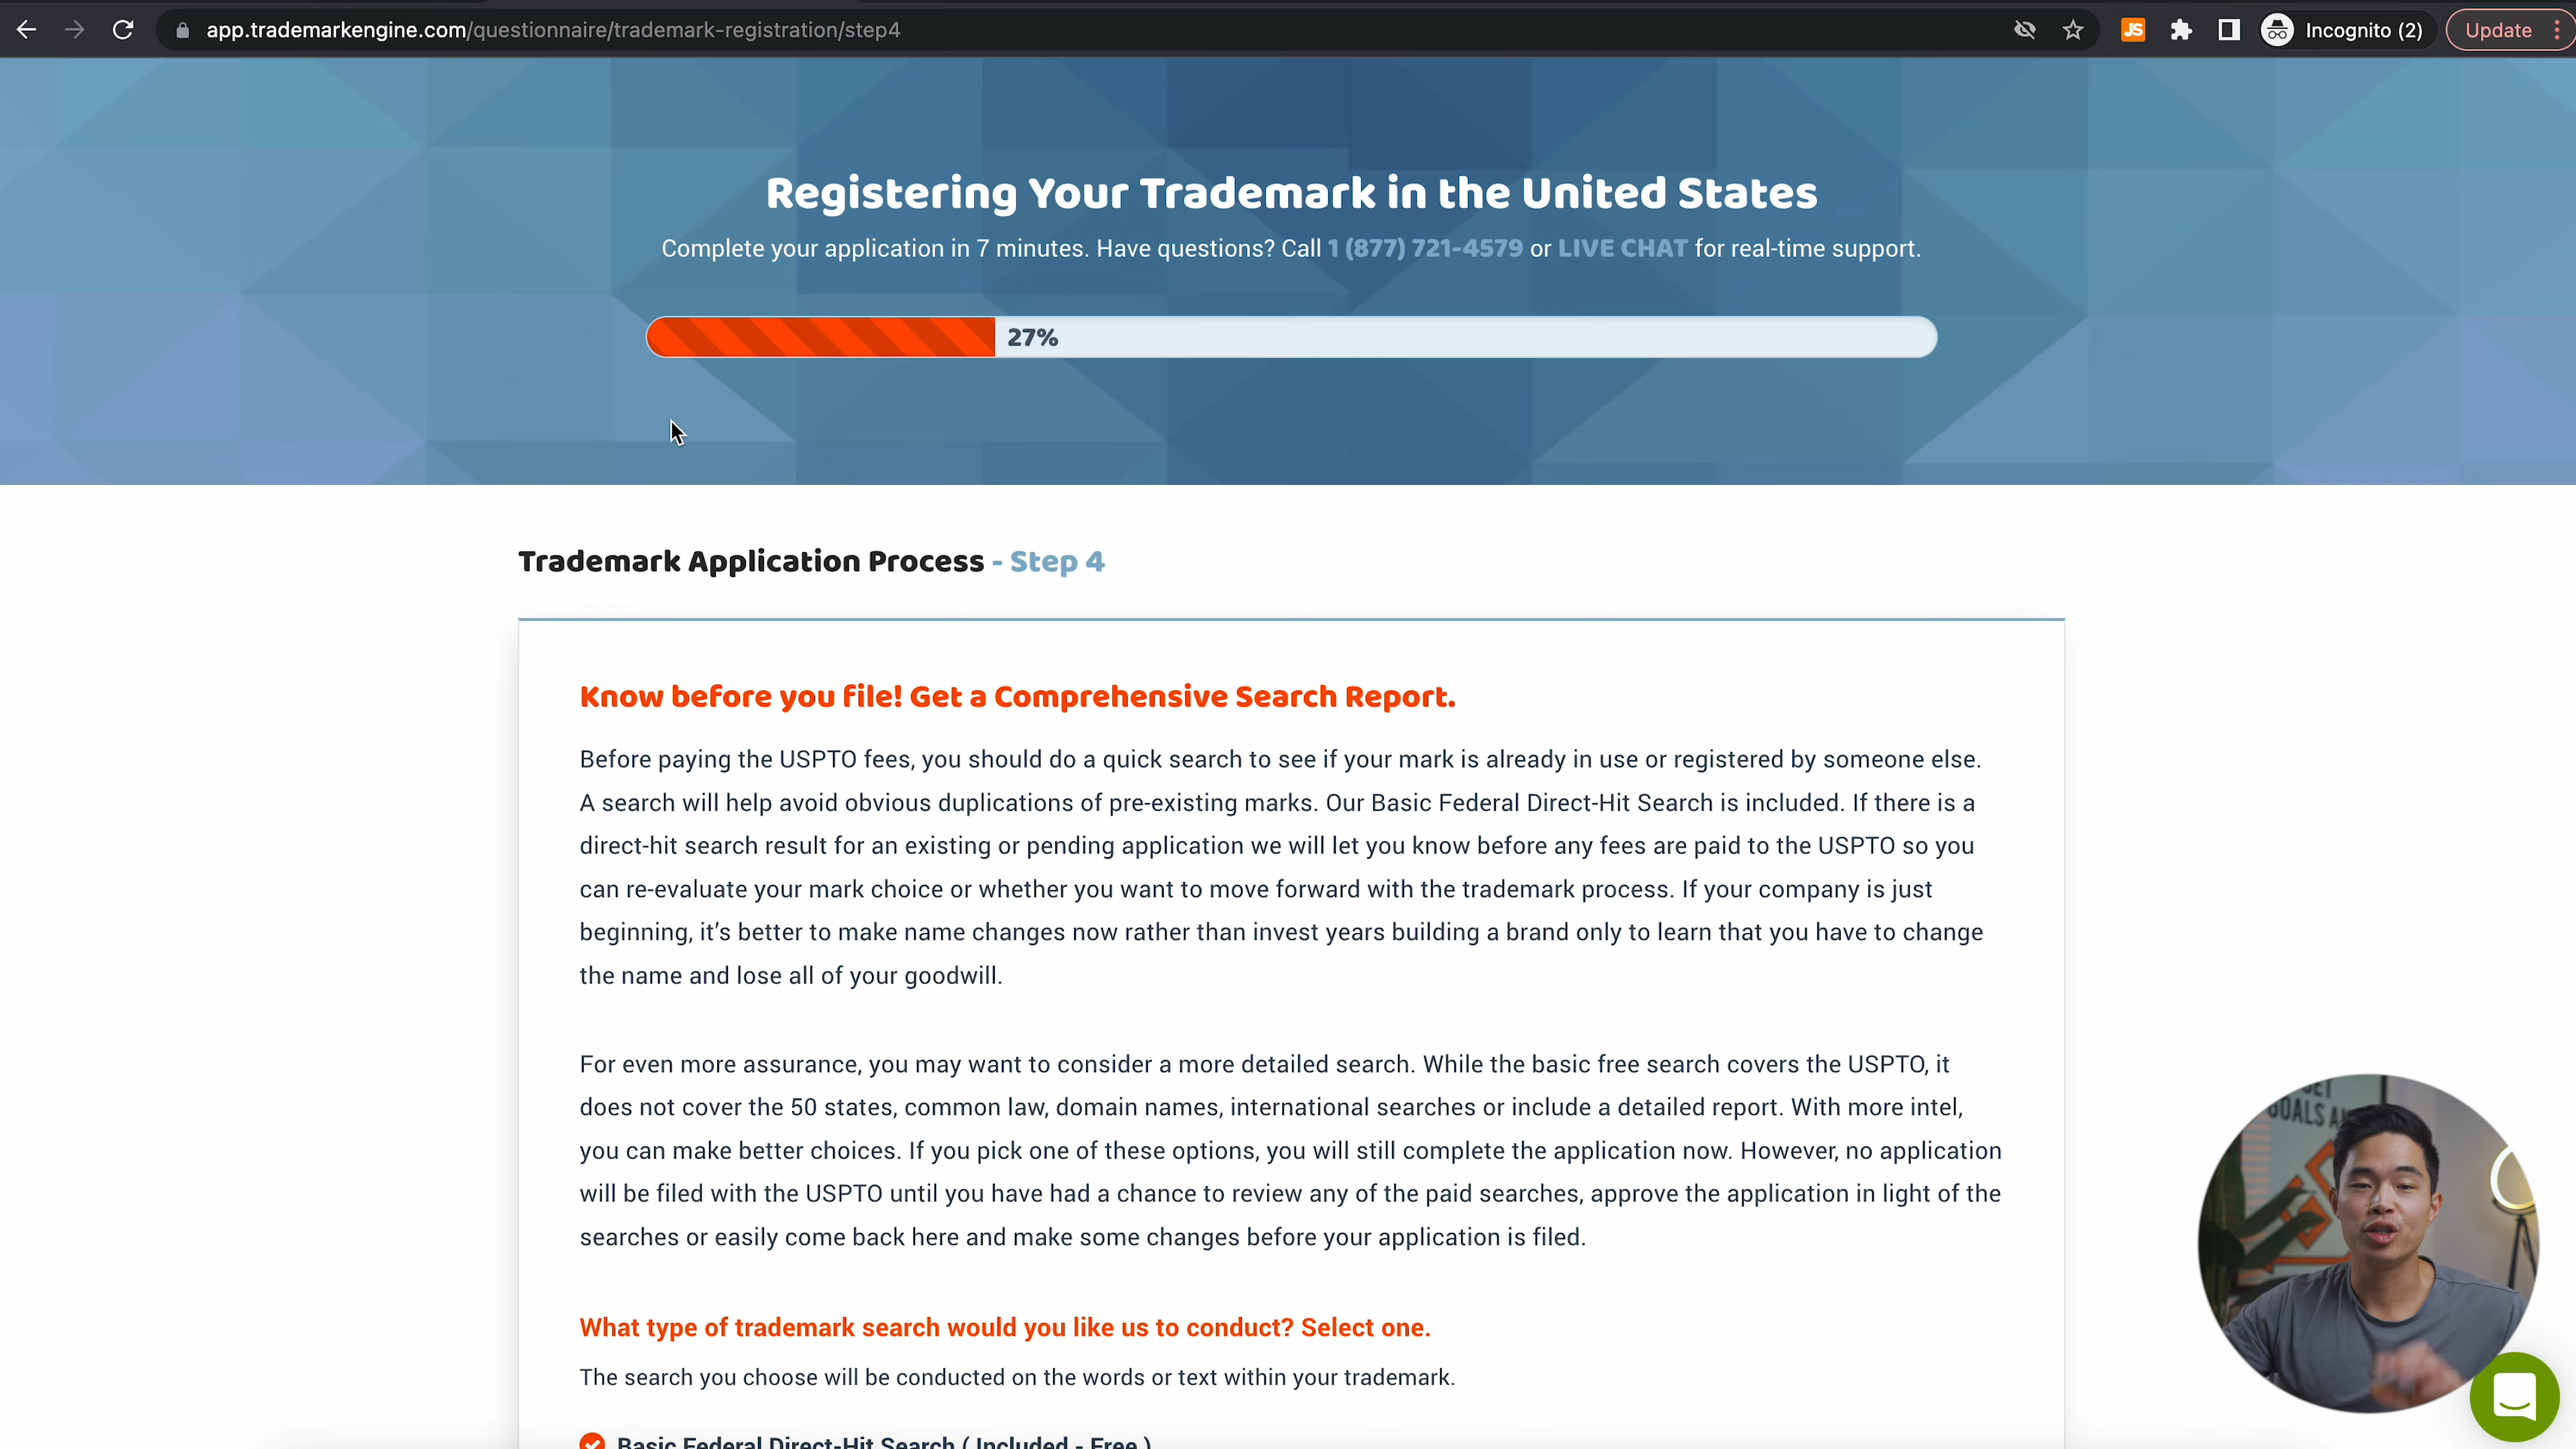 app.trademarkengine.com/questionnaire/trademark-registration/step4
JS
Incognito (2)
Update
Registering Your Trademark in the United States
Complete your application in 7 minutes. Have questions? Call 1 (877) 721-4579 or LIVE CHAT for real-time support.
27%
Trademark Application Process - Step 4
Know before you file! Get a Comprehensive Search Report.
Before paying the USPTO fees, you should do a quick search to see if your mark is already in use or registered by someone else.
A search will help avoid obvious duplications of pre-existing marks. Our Basic Federal Direct-Hit Search is included. If there is a
direct-hit search result for an existing or pending application we will let you know before any fees are paid to the USPTO so you
can re-evaluate your mark choice or whether you want to move forward with the trademark process. If your company is just
beginning, it’s better to make name changes now rather than invest years building a brand only to learn that you have to change
the name and lose all of your goodwill.
For even more assurance, you may want to consider a more detailed search. While the basic free search covers the USPTO, it
does not cover the 50 states, common law, domain names, international searches or include a detailed report. With more intel,
you can make better choices. If you pick one of these options, you will still complete the application now. However, no application
will be filed with the USPTO until you have had a chance to review any of the paid searches, approve the application in light of the
searches or easily come back here and make some changes before your application is filed.
What type of trademark search would you like us to conduct? Select one.
The search you choose will be conducted on the words or text within your trademark.
Basic Federal Direct-Hit Search ( Included - Free )
GOALS